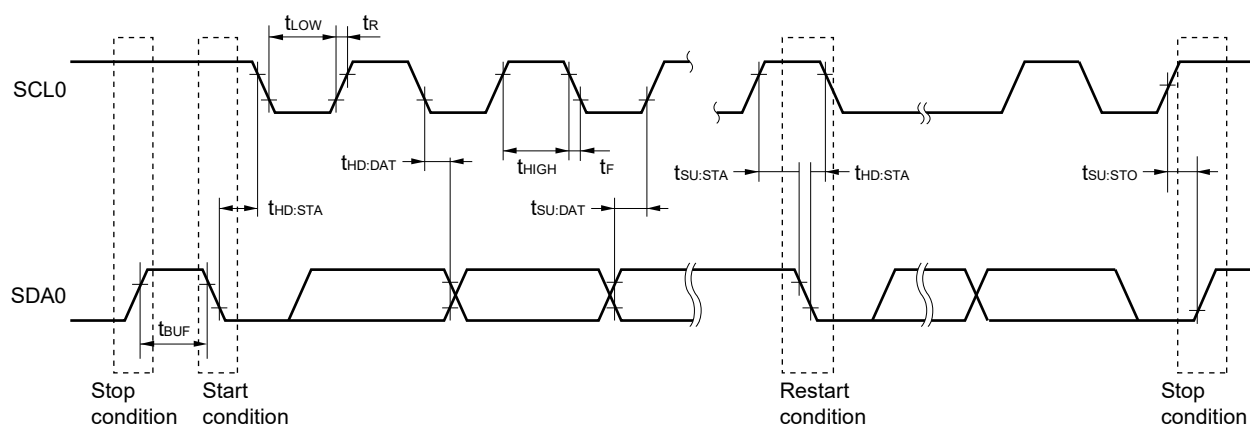 tLOW
tR
SCL0
tHD:DAT
tHIGH
tF
tSU:STA
tHD:STA
tSU:STO
tHD:STA
tSU:DAT
SDA0
tBUF
Stop
condition
Start
condition
Restart
condition
Stop
condition